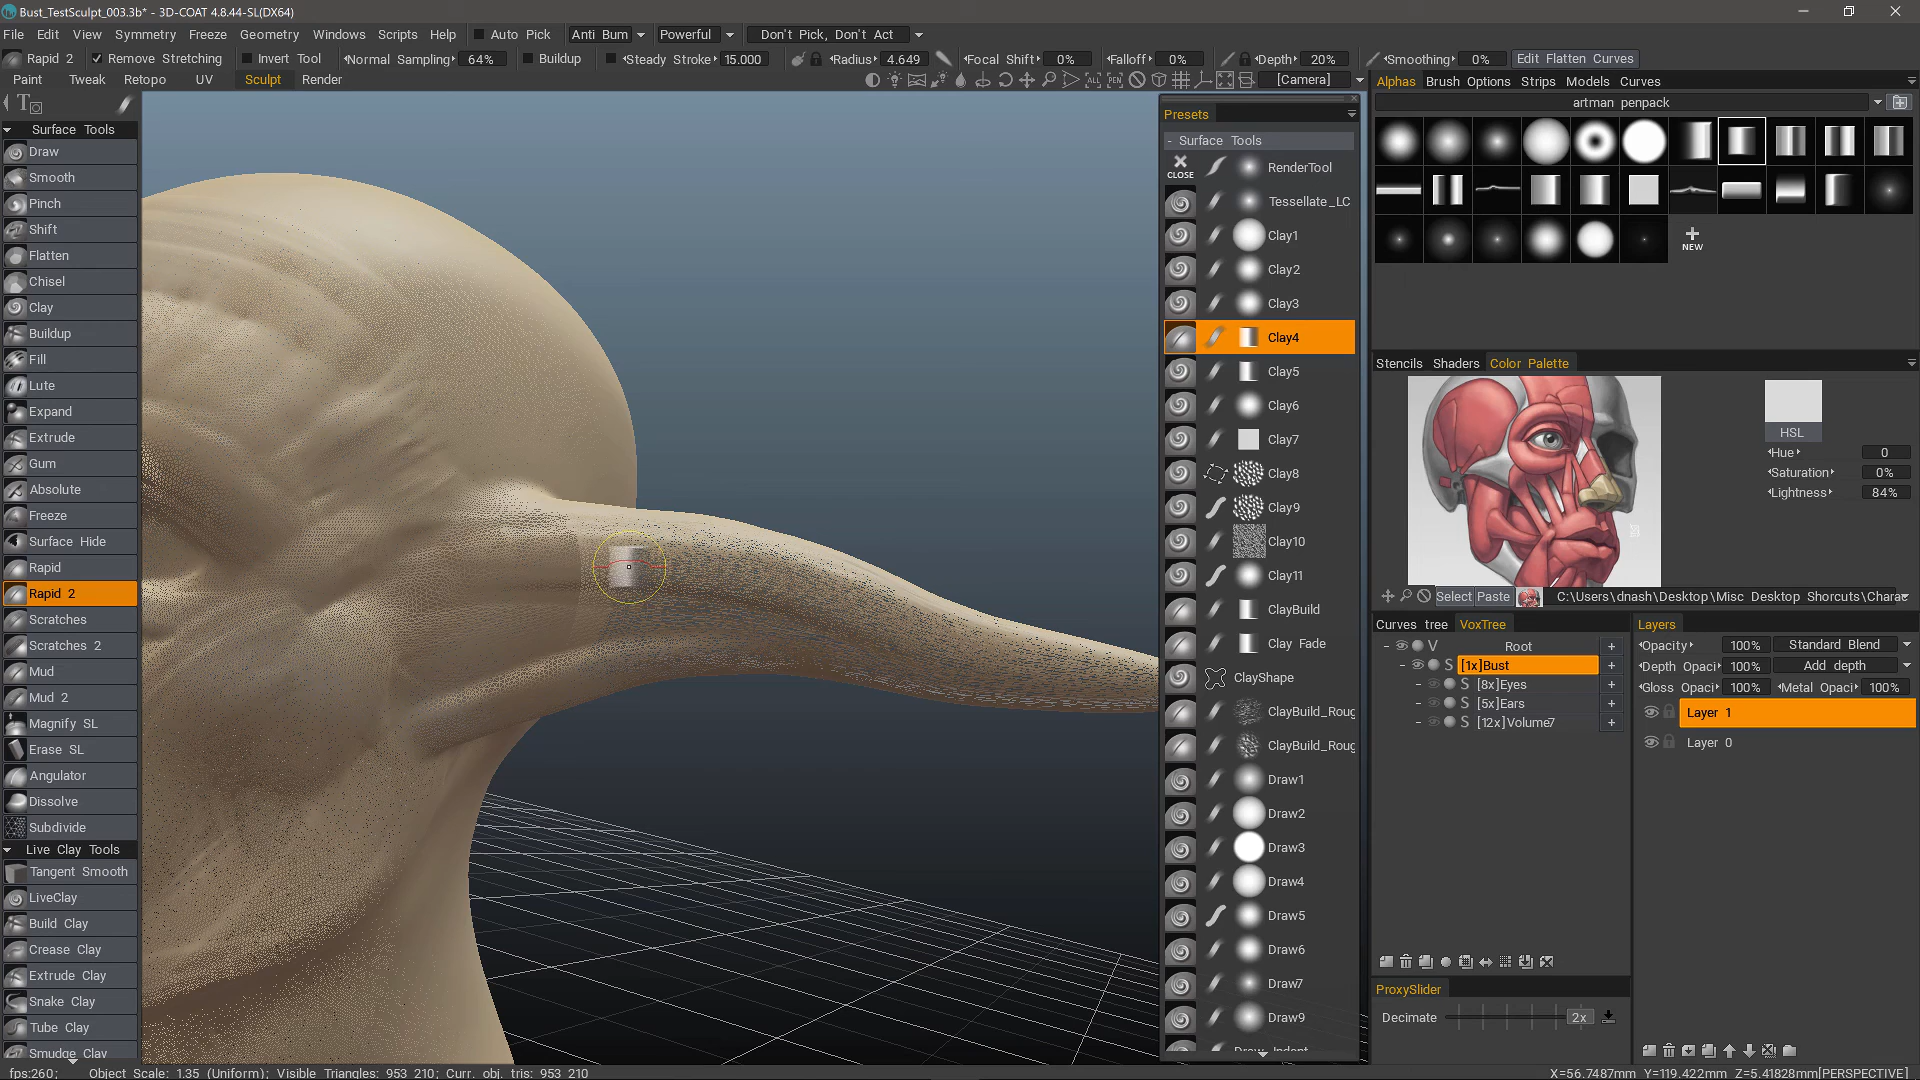 Bust_TestSculpt_003.3b* - 3D-COAT 4.8.44-SL(DX64)
File Edit View Symmetry Freeze Geometry Windows Scripts Help Auto Pick Anti Bum Powerful Don't Pick, Don't Act
Rapid 2 Remove Stretching Invert Tool Normal Sampling 64% Buildup Steady Stroke 15.000 Radius 4.649 Focal Shift 0% Falloff 0% Depth 20% Smoothing 0% Edit Flatten Curves
Paint Tweak Retopo UV Sculpt Render [Camera]
Surface Tools
Draw
Smooth
Pinch
Shift
Flatten
Chisel
Clay
Buildup
Fill
Lute
Expand
Extrude
Gum
Absolute
Freeze
Surface Hide
Rapid
Rapid 2
Scratches
Scratches 2
Mud
Mud 2
Magnify SL
Erase SL
Angulator
Dissolve
Subdivide
Live Clay Tools
Tangent Smooth
LiveClay
Build Clay
Crease Clay
Extrude Clay
Snake Clay
Tube Clay
Smudge Clay
Presets
- Surface Tools
CLOSE RenderTool
Tessellate_LC
Clay1
Clay2
Clay3
Clay4
Clay5
Clay6
Clay7
Clay8
Clay9
Clay10
Clay11
ClayBuild
Clay Fade
ClayShape
ClayBuild_Roug
ClayBuild_Roug
Draw1
Draw2
Draw3
Draw4
Draw5
Draw6
Draw7
Draw9
Alphas Brush Options Strips Models Curves
artman penpack
NEW
Stencils Shaders Color Palette
HSL
Hue 0
Saturation 0%
Lightness 84%
Select Paste C:\Users\dnash\Desktop\Misc Desktop Shorcuts\Chara
Curves tree VoxTree
V Root +
S [1x]Bust +
S [8x]Eyes +
S [5x]Ears +
S [12x]Volume7 +
ProxySlider
Decimate 2x
Layers
Opacity 100% Standard Blend
Depth Opaci 100% Add depth
Gloss Opaci 100% Metal Opaci 100%
Layer 1
Layer 0
fps:260; Object Scale: 1.35 (Uniform); Visible Triangles: 953 210; Curr. obj. tris: 953 210 X=56.7487mm Y=119.422mm Z=5.41828mm[PERSPECTIVE]